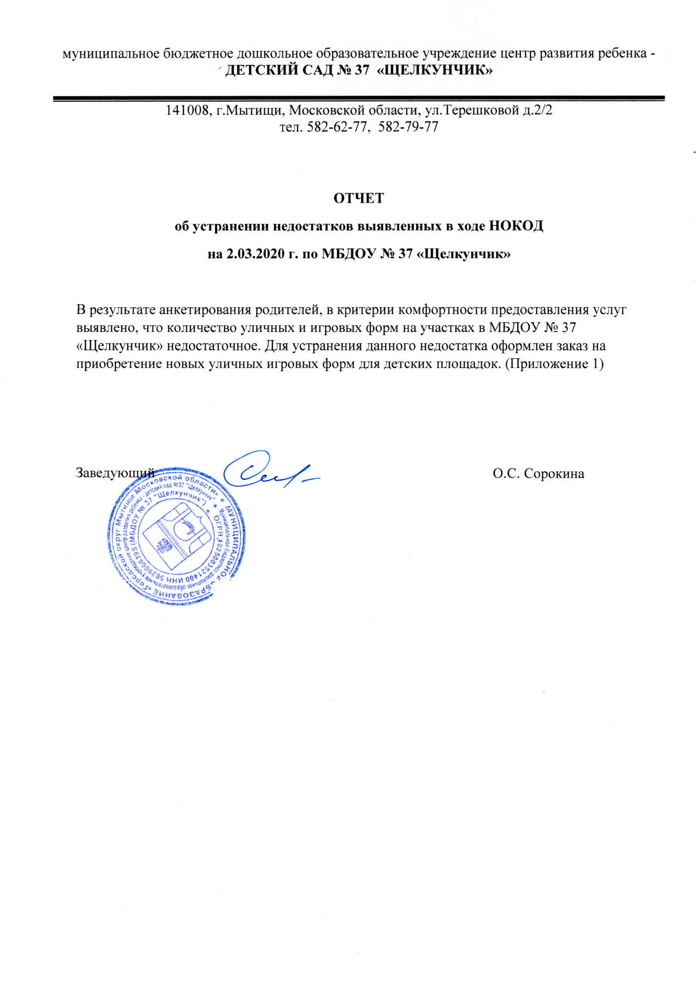 муниципальное бюджетное дошкольное образовательное учреждение центр развития ребенка -
ДЕТСКИЙ САД № 37 «ЩЕЛКУНЧИК»
141008, г.Мытищи, Московской области, ул.Терешковой д.2/2
тел. 582-62-77, 582-79-77
ОТЧЕТ
об устранении недостатков выявленных в ходе НОКОД
на 2.03.2020 г. по МБДОУ № 37 «Щелкунчик»
В результате анкетирования родителей, в критерии комфортности предоставления услуг
выявлено, что количество уличных и игровых форм на участках в МБДОУ № 37
«Щелкунчик» недостаточное. Для устранения данного недостатка оформлен заказ на
приобретение новых уличных игровых форм для детских площадок. (Приложение 1)
Заведующий О.С. Сорокина
МУНИЦИПАЛЬНОЕ ОБРАЗОВАНИЕ «Городской округ Мытищи Московской области» *
Муниципальное бюджетное дошкольное образовательное учреждение центр развития ребенка - детский сад №37 "Щелкунчик" *
ОГРН 1025003521400 ИНН 5029066395 (МБДОУ № 37 "Щелкунчик") *